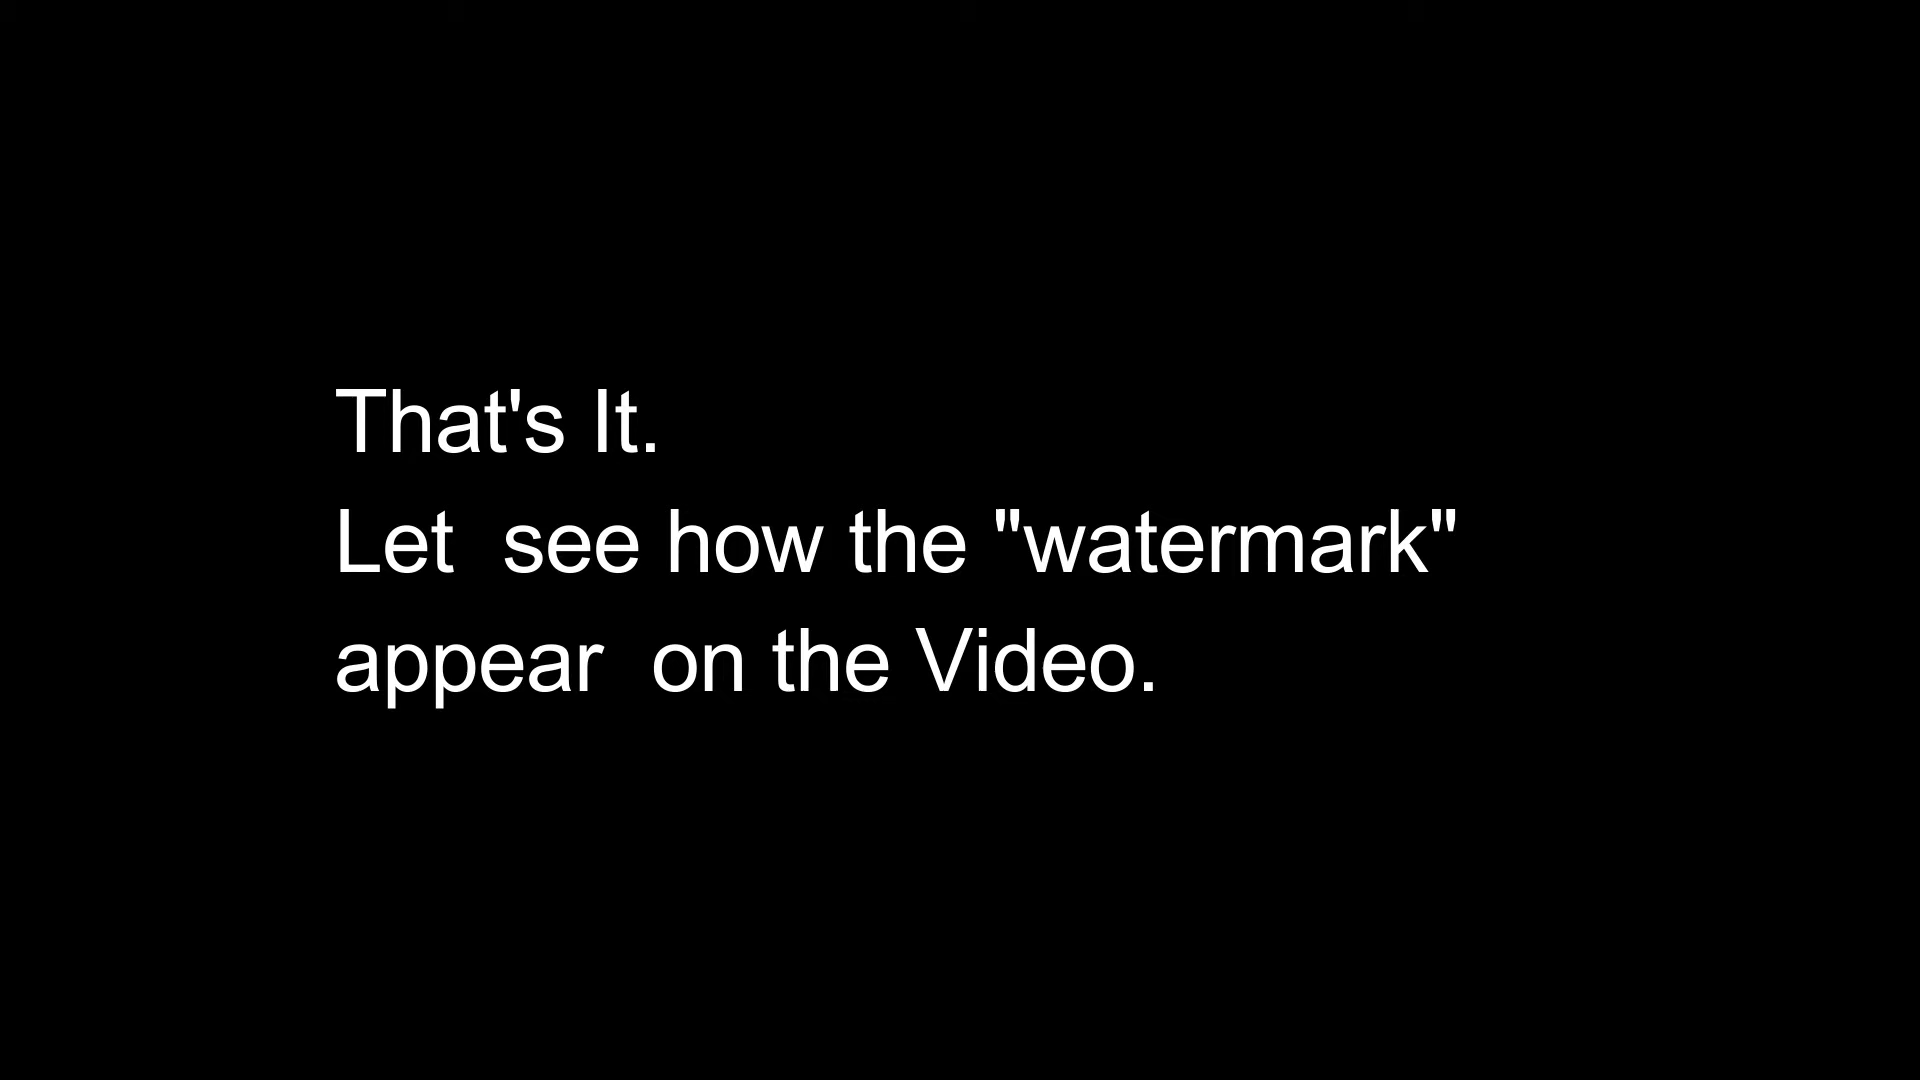 That's It.
Let  see how the "watermark"
appear  on the Video.